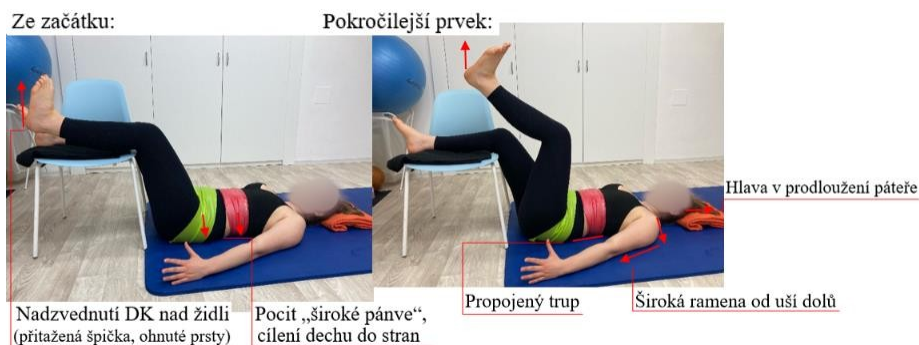 Ze začátku:
Pokročilejší prvek:
Hlava v prodloužení páteře
Nadzvednutí DK nad židli
(přitažená špička, ohnuté prsty)
Pocit „široké pánve“,
cílení dechu do stran
Propojený trup
Široká ramena od uší dolů